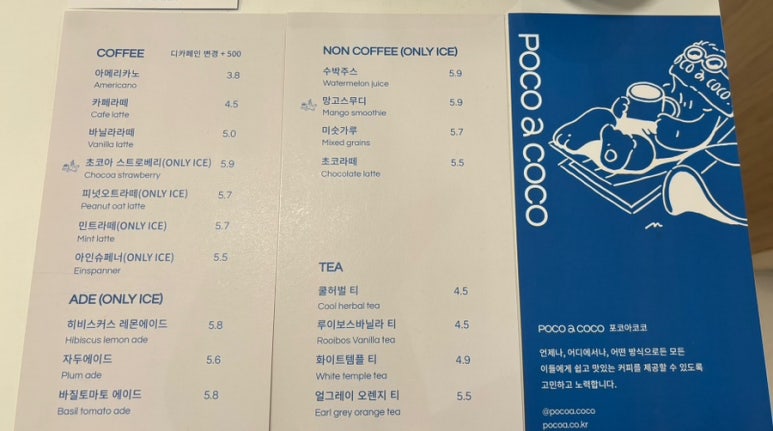 COFFEE 디카페인 변경 + 500
아메리카노 3.8
Americano
카페라떼 4.5
Cafe latte
바닐라라떼 5.0
Vanilla latte
초코아 스트로베리(ONLY ICE) 5.9
Chocoa strawberry
피넛오트라떼(ONLY ICE) 5.7
Peanut oat latte
민트라떼(ONLY ICE) 5.7
Mint latte
아인슈페너(ONLY ICE) 5.5
Einspanner
ADE (ONLY ICE)
히비스커스 레몬에이드 5.8
Hibiscus lemon ade
자두에이드 5.6
Plum ade
바질토마토 에이드 5.8
Basil tomato ade
NON COFFEE (ONLY ICE)
수박주스 5.9
Watermelon juice
망고스무디 5.9
Mango smoothie
미숫가루 5.7
Mixed grains
초코라떼 5.5
Chocolate latte
TEA
쿨허벌 티 4.5
Cool herbal tea
루이보스바닐라 티 4.5
Rooibos Vanilla tea
화이트템플 티 4.9
White temple tea
얼그레이 오렌지 티 5.5
Earl grey orange tea
poco a coco
poco a coco
poco a coco 포코아코코
언제나, 어디에서나, 어떤 방식으로든 모든
이들에게 쉽고 맛있는 커피를 제공할 수 있도록
고민하고 노력합니다.
@pocoa.coco
pocoa.co.kr